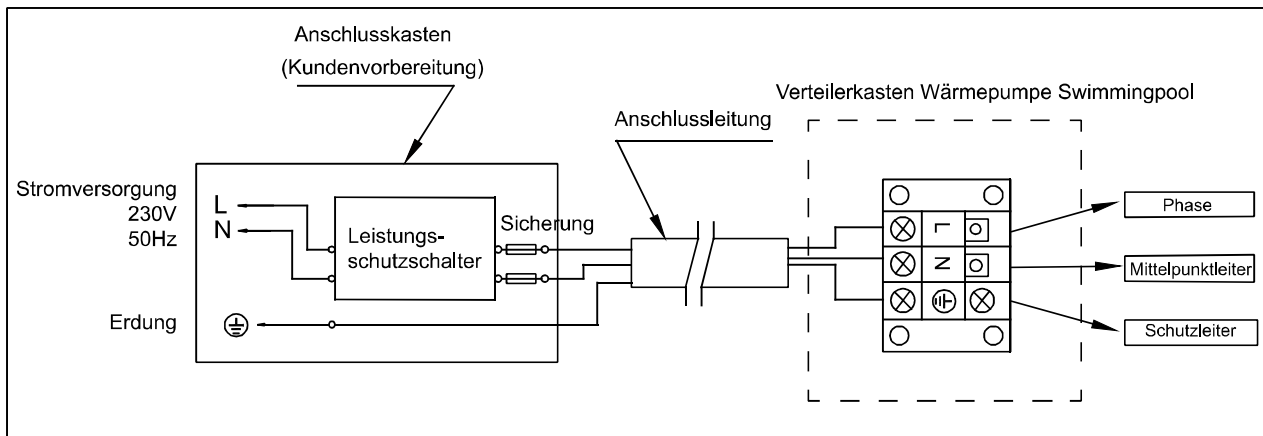 Anschlusskasten
(Kundenvorbereitung)
Verteilerkasten Wärmepumpe Swimmingpool
Anschlussleitung
Stromversorgung
230V
50Hz
L
N
Leistungs-
schutzschalter
Sicherung
Erdung
L
N
Phase
Mittelpunktleiter
Schutzleiter